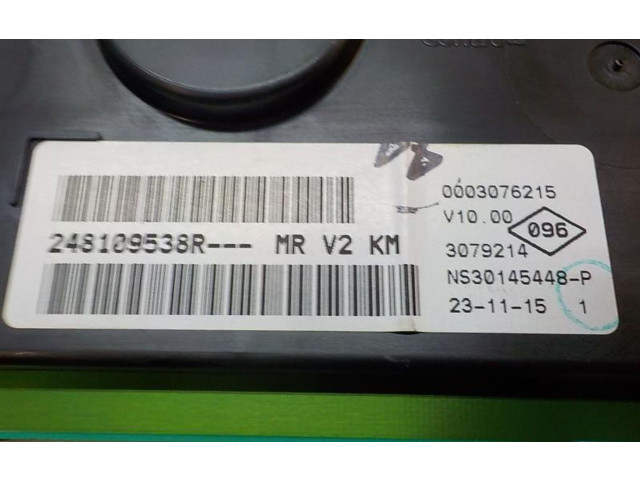 248109538R--- MR V2 KM
0003076215
V10.00
096
3079214
NS30145448-P
23-11-15 1